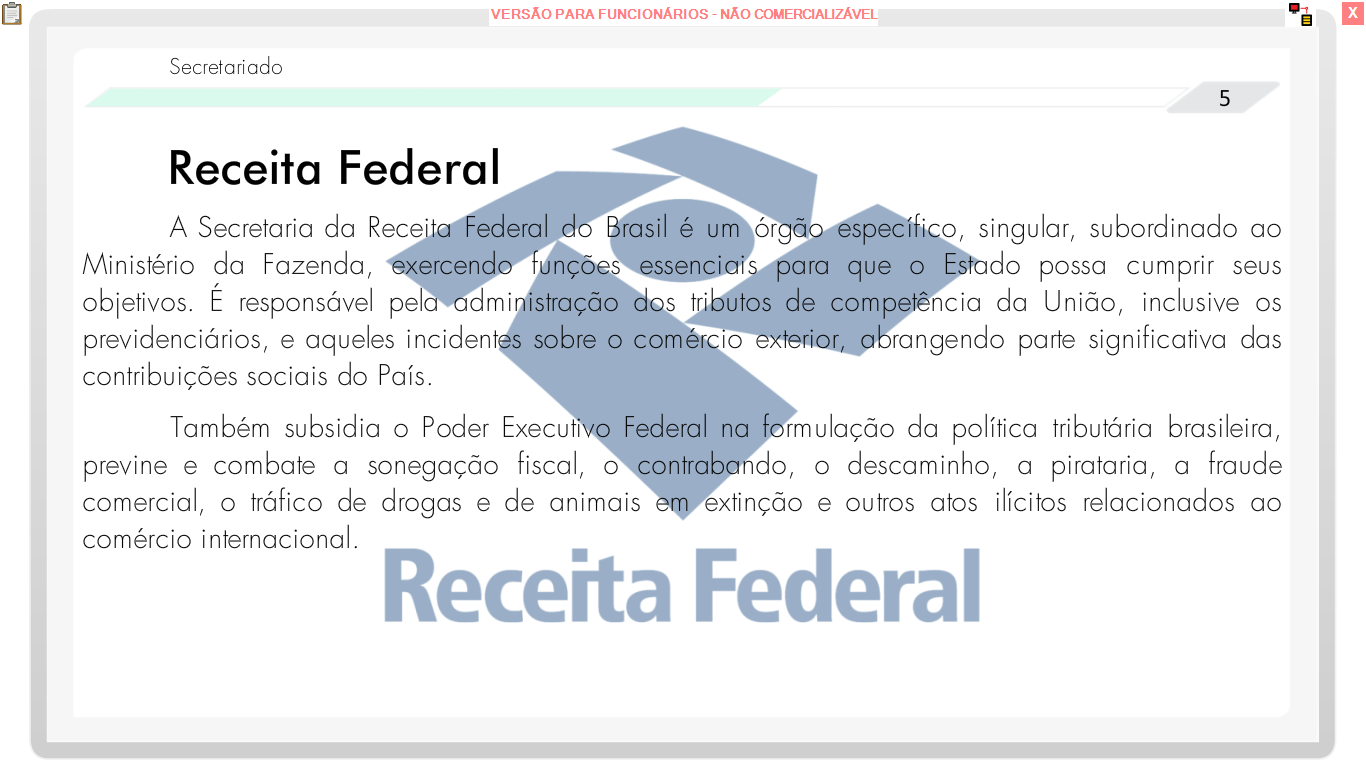 VERSÃO PARA FUNCIONÁRIOS - NÃO COMERCIALIZÁVEL
X
Secretariado
5
Receita Federal
A Secretaria da Receita Federal do Brasil é um órgão específico, singular, subordinado ao
Ministério da Fazenda, exercendo funções essenciais para que o Estado possa cumprir seus
objetivos. É responsável pela administração dos tributos de competência da União, inclusive os
previdenciários, e aqueles incidentes sobre o comércio exterior, abrangendo parte significativa das
contribuições sociais do País.
Também subsidia o Poder Executivo Federal na formulação da política tributária brasileira,
previne e combate a sonegação fiscal, o contrabando, o descaminho, a pirataria, a fraude
comercial, o tráfico de drogas e de animais em extinção e outros atos ilícitos relacionados ao
comércio internacional.
Receita Federal